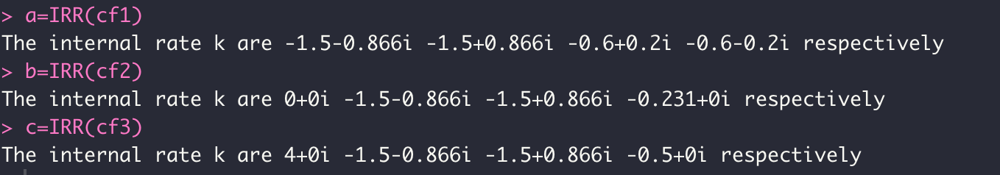 > a=IRR(cf1)
The internal rate k are -1.5-0.866i -1.5+0.866i -0.6+0.2i -0.6-0.2i respectively
> b=IRR(cf2)
The internal rate k are 0+0i -1.5-0.866i -1.5+0.866i -0.231+0i respectively
> c=IRR(cf3)
The internal rate k are 4+0i -1.5-0.866i -1.5+0.866i -0.5+0i respectively